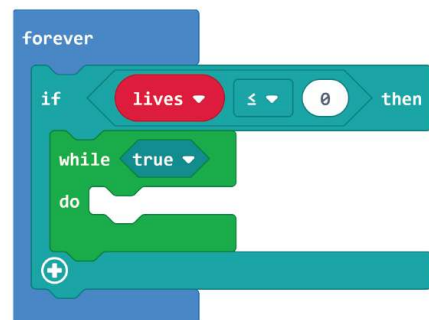 forever
if lives ≤ 0 then
while true
do